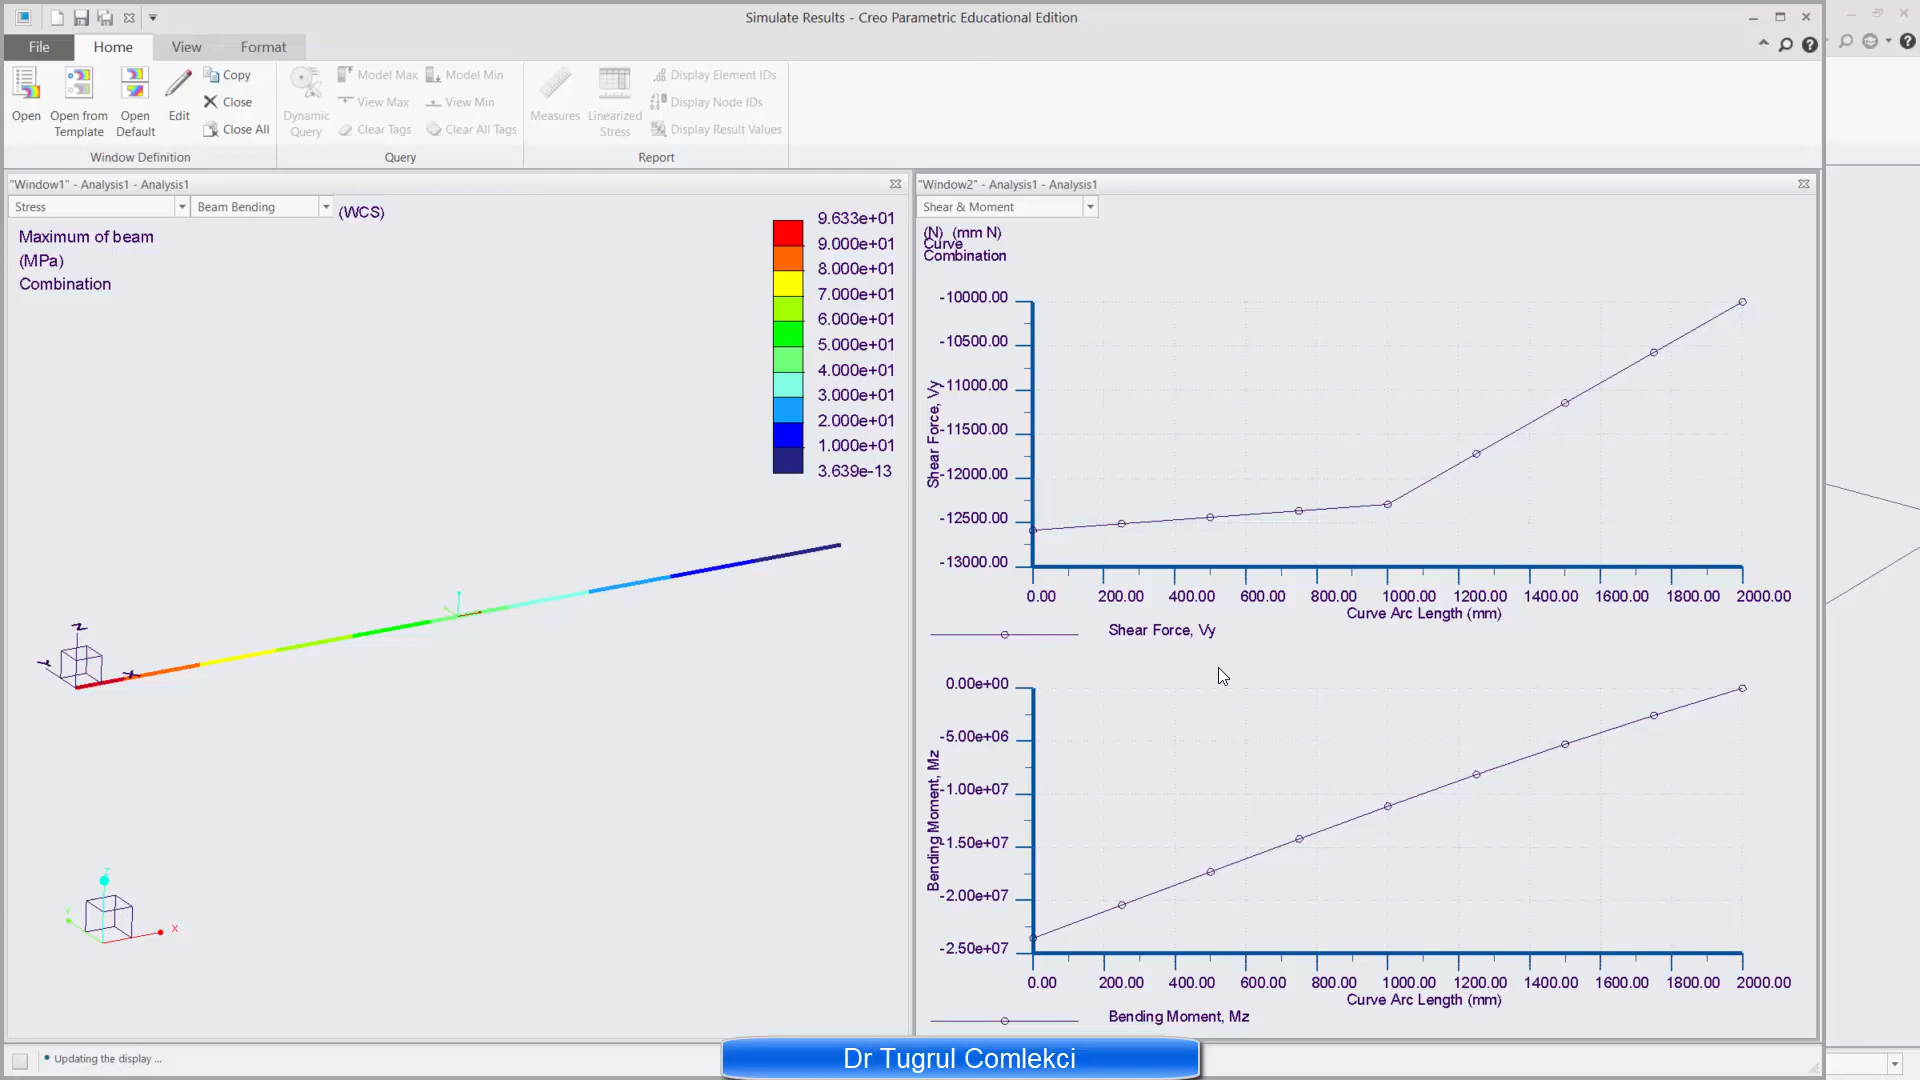 Simulate Results - Creo Parametric Educational Edition
File Home View Format
Open
Open from Template
Open Default
Edit
Copy
Close
Close All
Window Definition
Dynamic Query
Model Max
View Max
Clear Tags
Model Min
View Min
Clear All Tags
Query
Measures
Linearized Stress
Display Element IDs
Display Node IDs
Display Result Values
Report
"Window1" - Analysis1 - Analysis1
Stress
Beam Bending
(WCS)
Maximum of beam
(MPa)
Combination
9.633e+01
9.000e+01
8.000e+01
7.000e+01
6.000e+01
5.000e+01
4.000e+01
3.000e+01
2.000e+01
1.000e+01
3.639e-13
Z
Y
X
Z
Y
X
"Window2" - Analysis1 - Analysis1
Shear & Moment
(N) (mm N)
Curve
Combination
Shear Force, Vy
-10000.00
-10500.00
-11000.00
-11500.00
-12000.00
-12500.00
-13000.00
0.00 200.00 400.00 600.00 800.00 1000.00 1200.00 1400.00 1600.00 1800.00 2000.00
Curve Arc Length (mm)
Shear Force, Vy
Bending Moment, Mz
0.00e+00
-5.00e+06
-1.00e+07
-1.50e+07
-2.00e+07
-2.50e+07
0.00 200.00 400.00 600.00 800.00 1000.00 1200.00 1400.00 1600.00 1800.00 2000.00
Curve Arc Length (mm)
Bending Moment, Mz
Updating the display ...
Dr Tugrul Comlekci